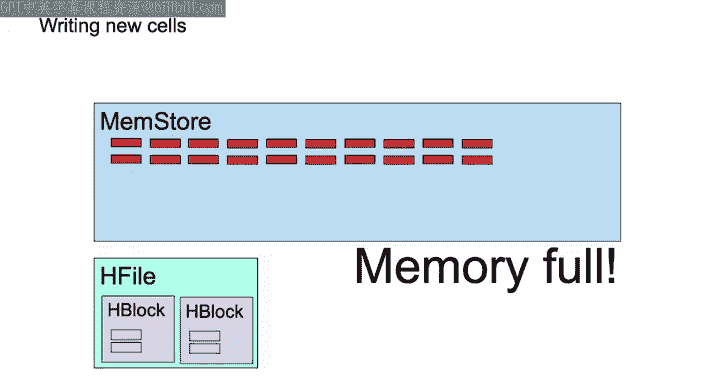 Writing new cells
MemStore
Memory full!
HFile
HBlock
HBlock